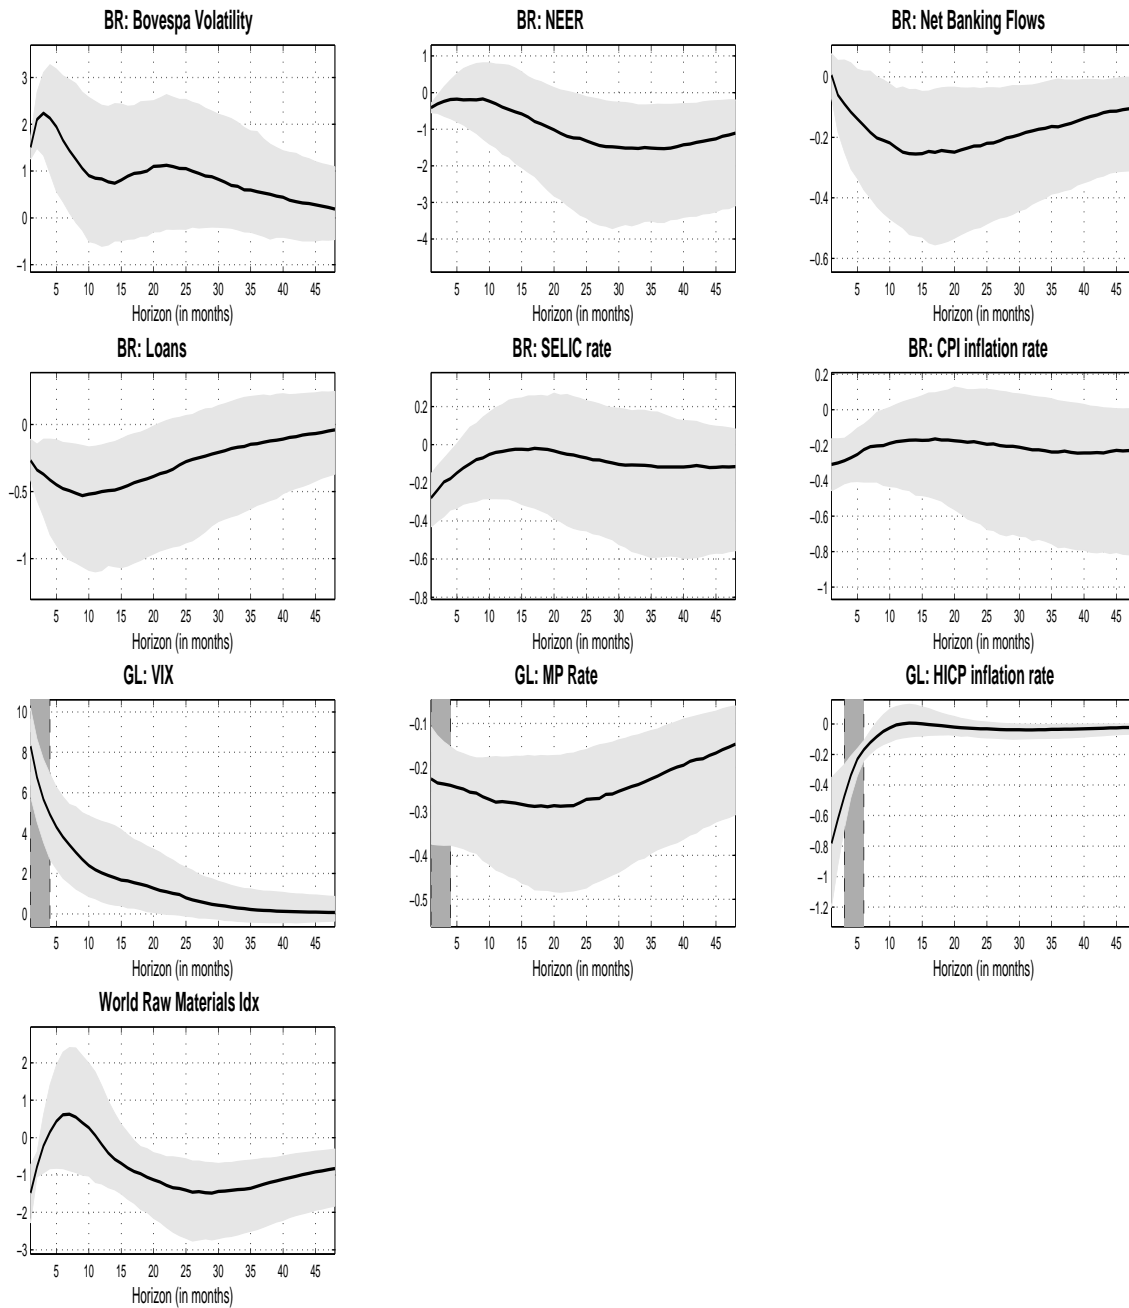 BR: Bovespa Volatility
3
2
1
0
−1
5 10 15 20 25 30 35 40 45
Horizon (in months)
BR: NEER
1
0
−1
−2
−3
−4
5 10 15 20 25 30 35 40 45
Horizon (in months)
BR: Net Banking Flows
0
−0.2
−0.4
−0.6
5 10 15 20 25 30 35 40 45
Horizon (in months)
BR: Loans
0
−0.5
−1
5 10 15 20 25 30 35 40 45
Horizon (in months)
BR: SELIC rate
0.2
0
−0.2
−0.4
−0.6
−0.8
5 10 15 20 25 30 35 40 45
Horizon (in months)
BR: CPI inflation rate
0.2
0
−0.2
−0.4
−0.6
−0.8
−1
5 10 15 20 25 30 35 40 45
Horizon (in months)
GL: VIX
10
8
6
4
2
0
5 10 15 20 25 30 35 40 45
Horizon (in months)
GL: MP Rate
−0.1
−0.2
−0.3
−0.4
−0.5
5 10 15 20 25 30 35 40 45
Horizon (in months)
GL: HICP inflation rate
0
−0.2
−0.4
−0.6
−0.8
−1
−1.2
5 10 15 20 25 30 35 40 45
Horizon (in months)
World Raw Materials Idx
2
1
0
−1
−2
−3
5 10 15 20 25 30 35 40 45
Horizon (in months)